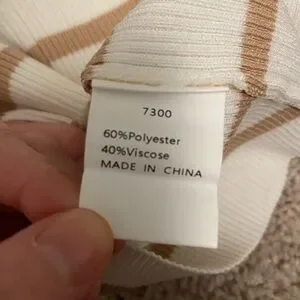 7300
60%Polyester
40%Viscose
MADE IN CHINA